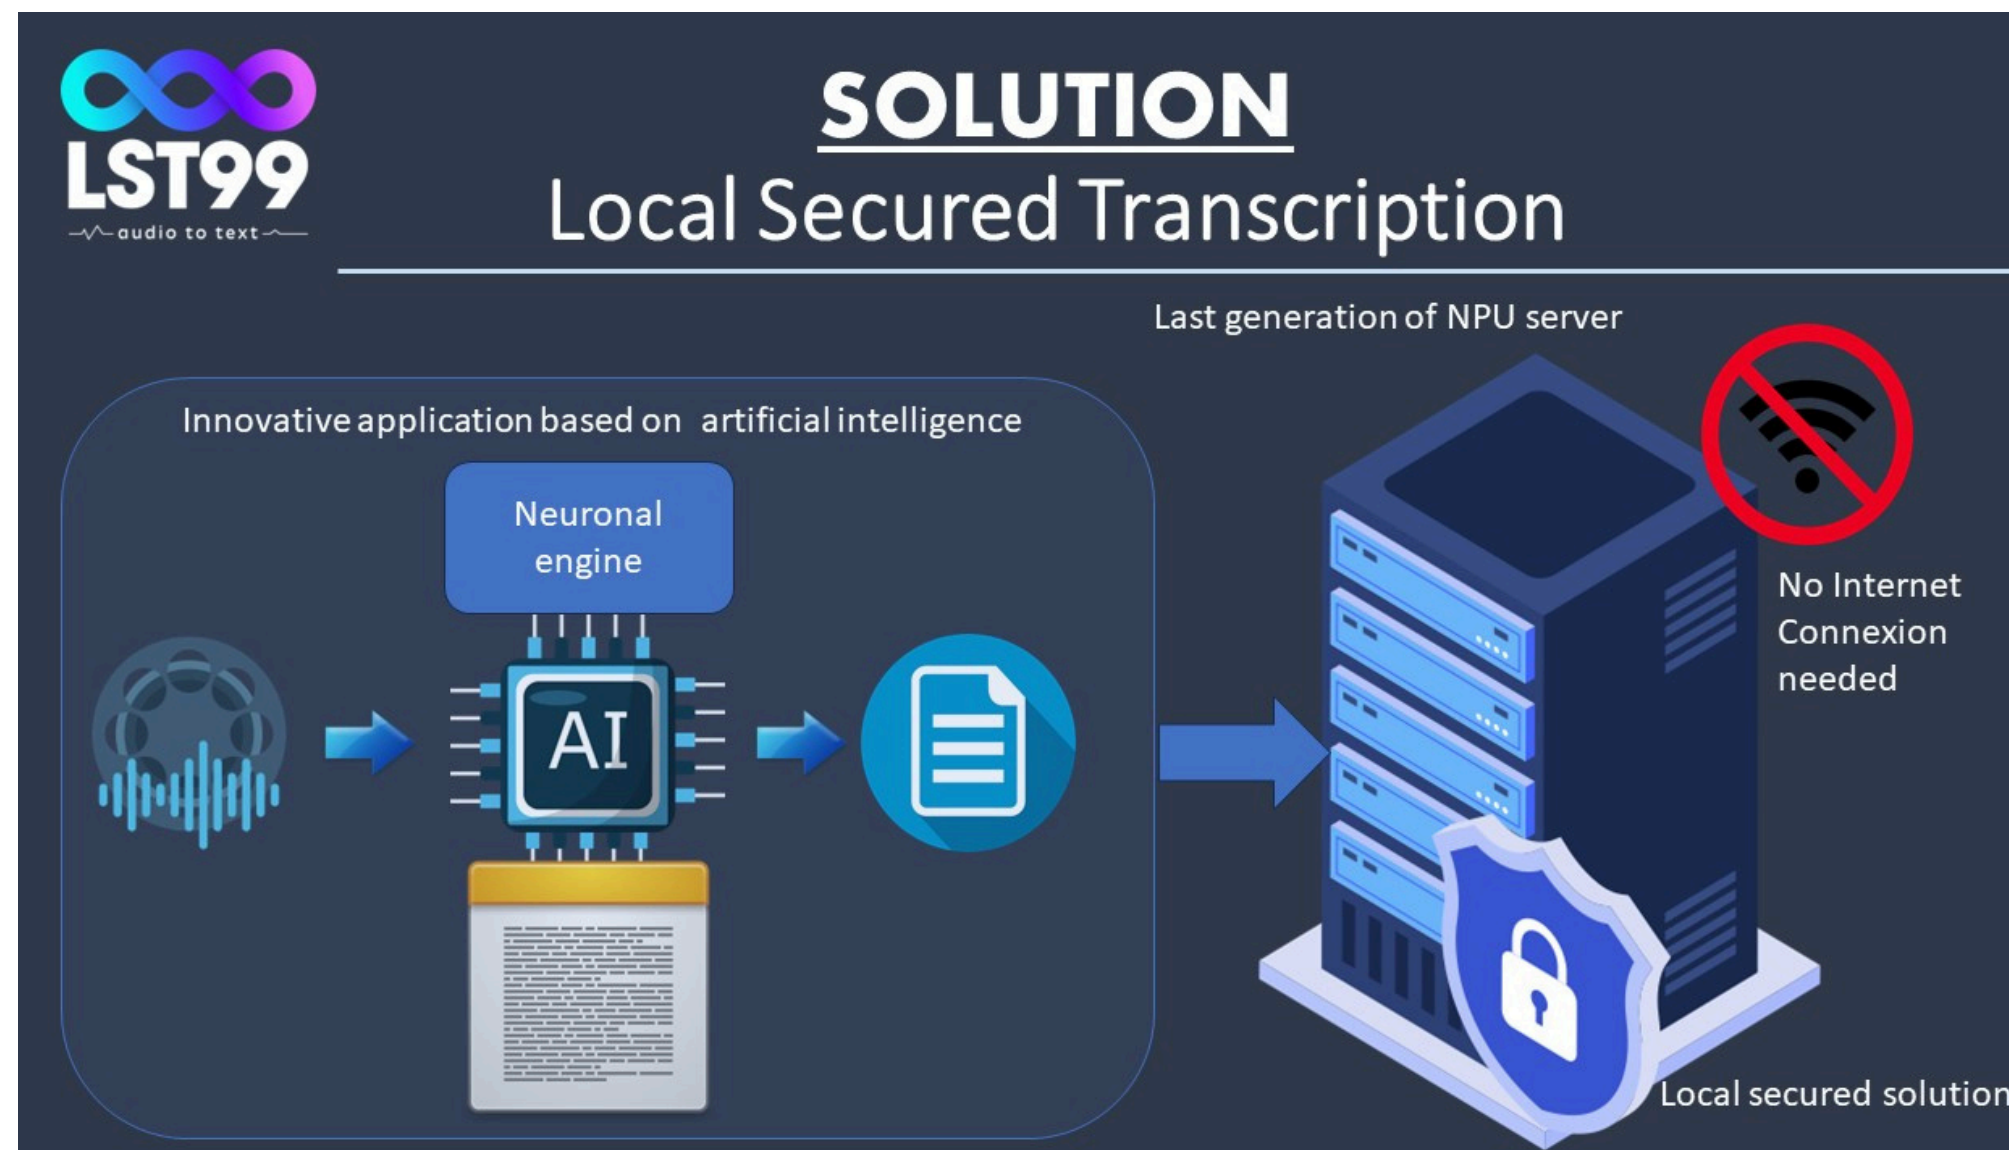 LST99
audio to text
SOLUTION
Local Secured Transcription
Last generation of NPU server
Innovative application based on artificial intelligence
Neuronal
engine
AI
No Internet
Connexion
needed
Local secured solution